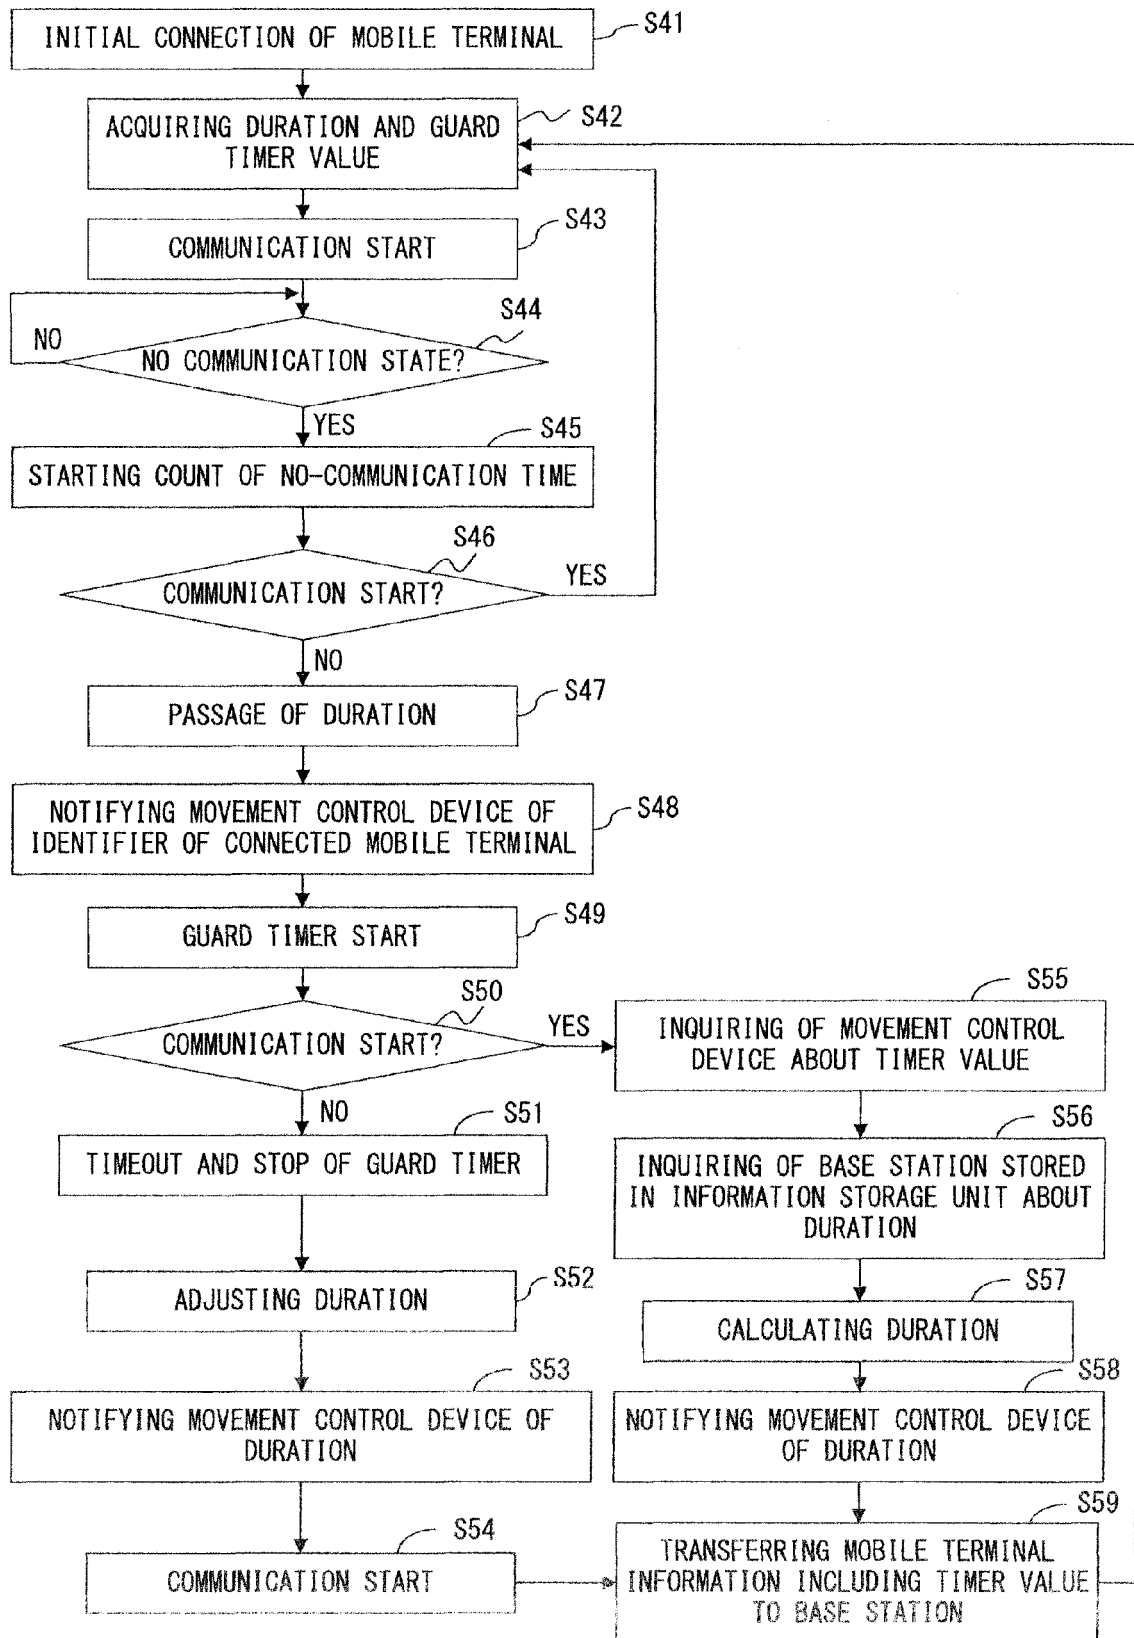 INITIAL CONNECTION OF MOBILE TERMINAL
S41
ACQUIRING DURATION AND GUARD
TIMER VALUE
S42
COMMUNICATION START
S43
NO COMMUNICATION STATE?
S44
NO
YES
STARTING COUNT OF NO-COMMUNICATION TIME
S45
COMMUNICATION START?
S46
YES
NO
PASSAGE OF DURATION
S47
NOTIFYING MOVEMENT CONTROL DEVICE OF
IDENTIFIER OF CONNECTED MOBILE TERMINAL
S48
GUARD TIMER START
S49
COMMUNICATION START?
S50
YES
NO
TIMEOUT AND STOP OF GUARD TIMER
S51
ADJUSTING DURATION
S52
NOTIFYING MOVEMENT CONTROL DEVICE OF
DURATION
S53
COMMUNICATION START
S54
INQUIRING OF MOVEMENT CONTROL
DEVICE ABOUT TIMER VALUE
S55
INQUIRING OF BASE STATION STORED
IN INFORMATION STORAGE UNIT ABOUT
DURATION
S56
CALCULATING DURATION
S57
NOTIFYING MOVEMENT CONTROL DEVICE
OF DURATION
S58
TRANSFERRING MOBILE TERMINAL
INFORMATION INCLUDING TIMER VALUE
TO BASE STATION
S59